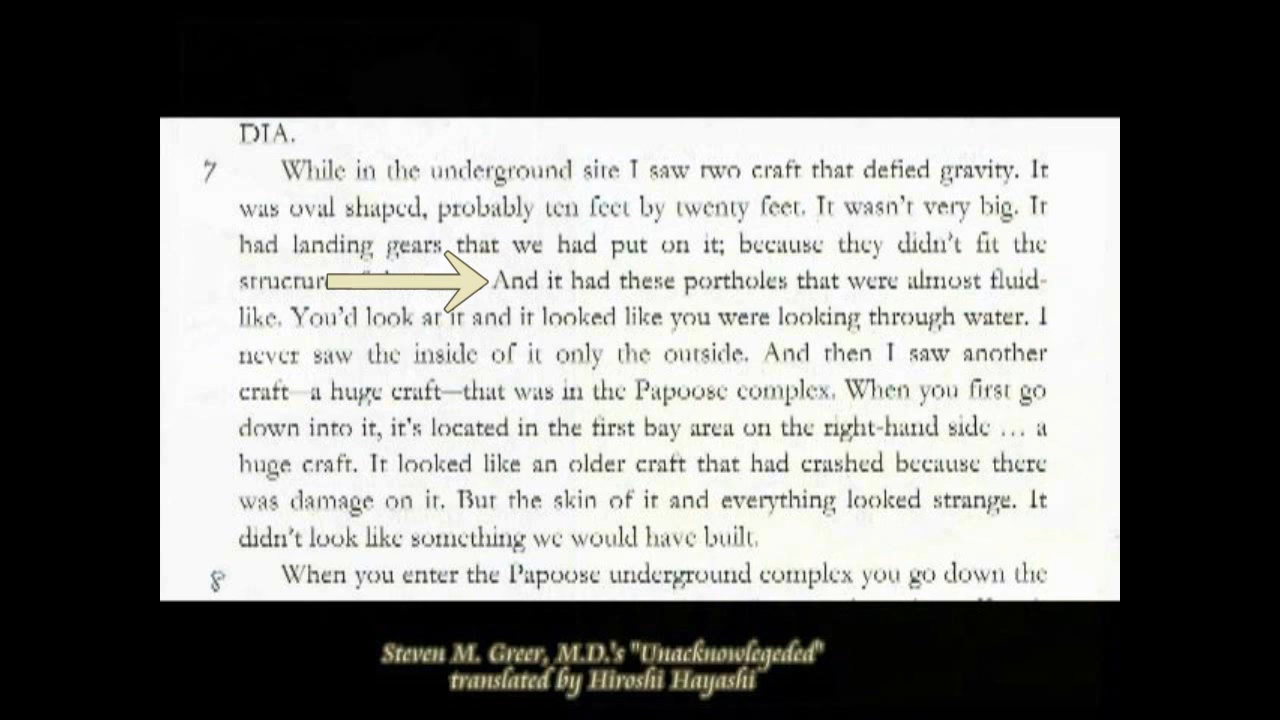 DIA.
7 While in the underground site I saw two craft that defied gravity. It
was oval shaped, probably ten feet by twenty feet. It wasn't very big. It
had landing gears that we had put on it; because they didn't fit the
And it had these portholes that were almost fluid-
like. You'd look at it and it looked like you were looking through water. I
never saw the inside of it only the outside. And then I saw another
craft—a huge craft—that was in the Papoose complex. When you first go
down into it, it's located in the first bay area on the right-hand side … a
huge craft. It looked like an older craft that had crashed because there
was damage on it. But the skin of it and everything looked strange. It
didn't look like something we would have built.
8 When you enter the Papoose underground complex you go down the
Steven M. Greer, M.D.'s "Unacknowlegeded"
translated by Hiroshi Hayashi